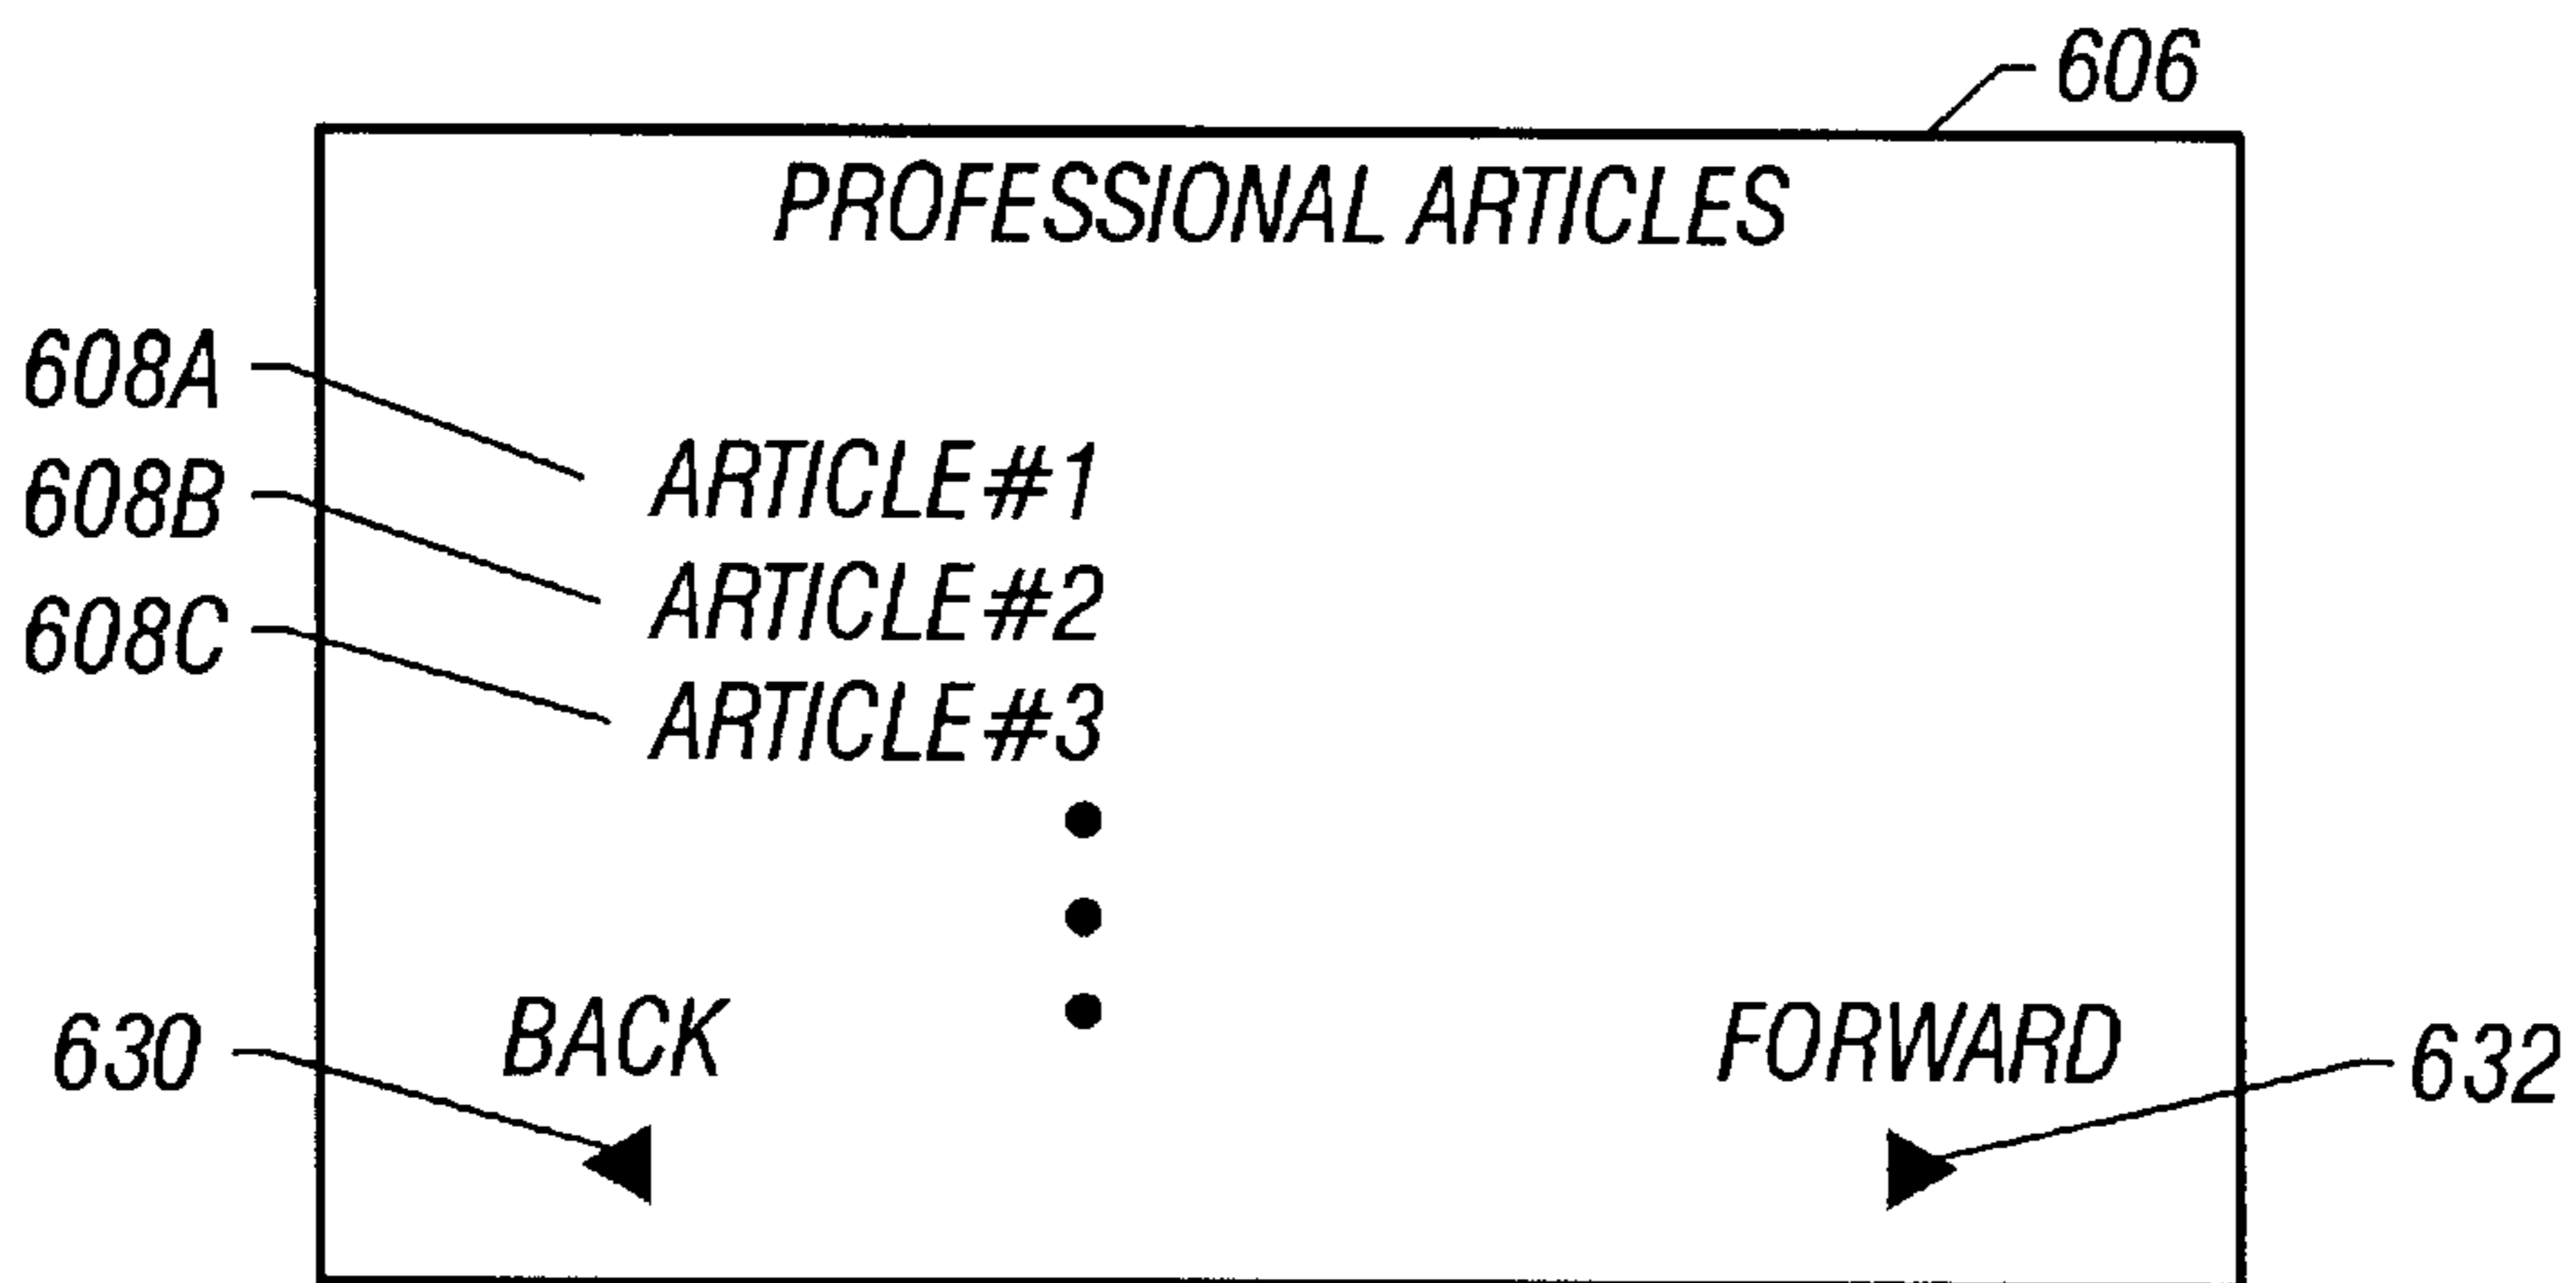 606
PROFESSIONAL ARTICLES
608A
ARTICLE #1
608B
ARTICLE #2
608C
ARTICLE #3
BACK
FORWARD
630
632